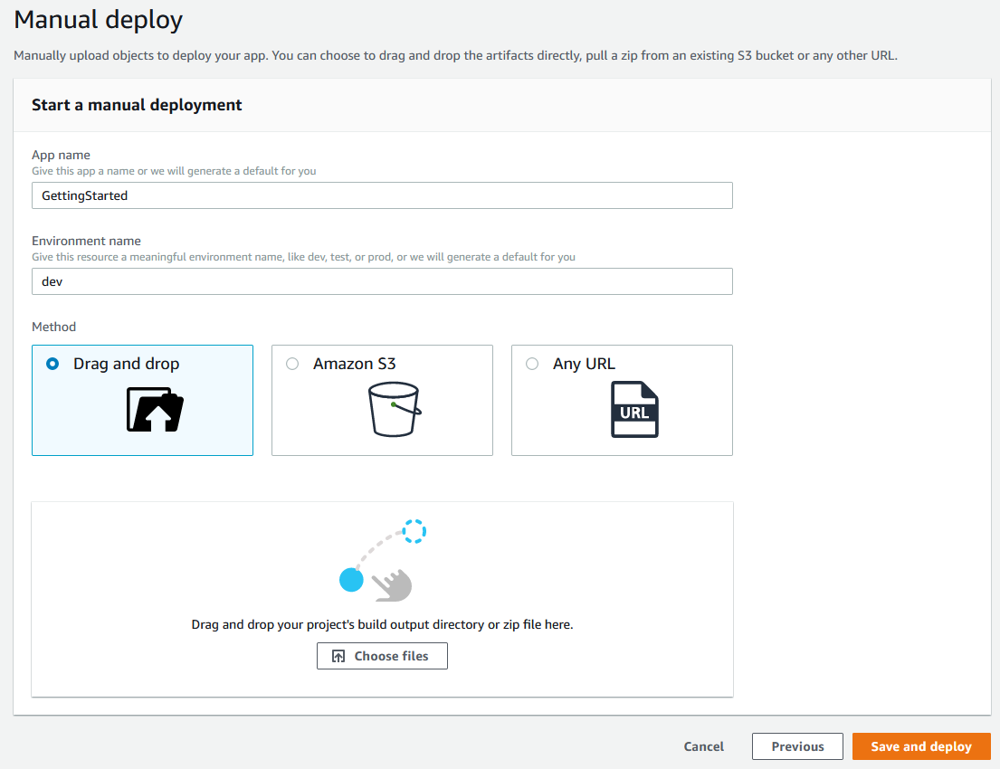 Manual deploy
Manually upload objects to deploy your app. You can choose to drag and drop the artifacts directly, pull a zip from an existing S3 bucket or any other URL.
Start a manual deployment
App name
Give this app a name or we will generate a default for you
GettingStarted
Environment name
Give this resource a meaningful environment name, like dev, test, or prod, or we will generate a default for you
dev
Method
Drag and drop
Amazon S3
Any URL
URL
Drag and drop your project's build output directory or zip file here.
Choose files
Cancel
Previous
Save and deploy